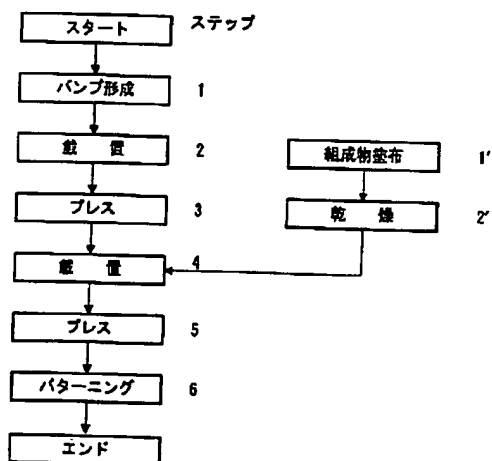 スタート ステップ
バンプ形成 1
載 置 2
組成物塗布 1'
プレス 3
乾 燥 2'
載 置 4
プレス 5
パターニング 6
エンド